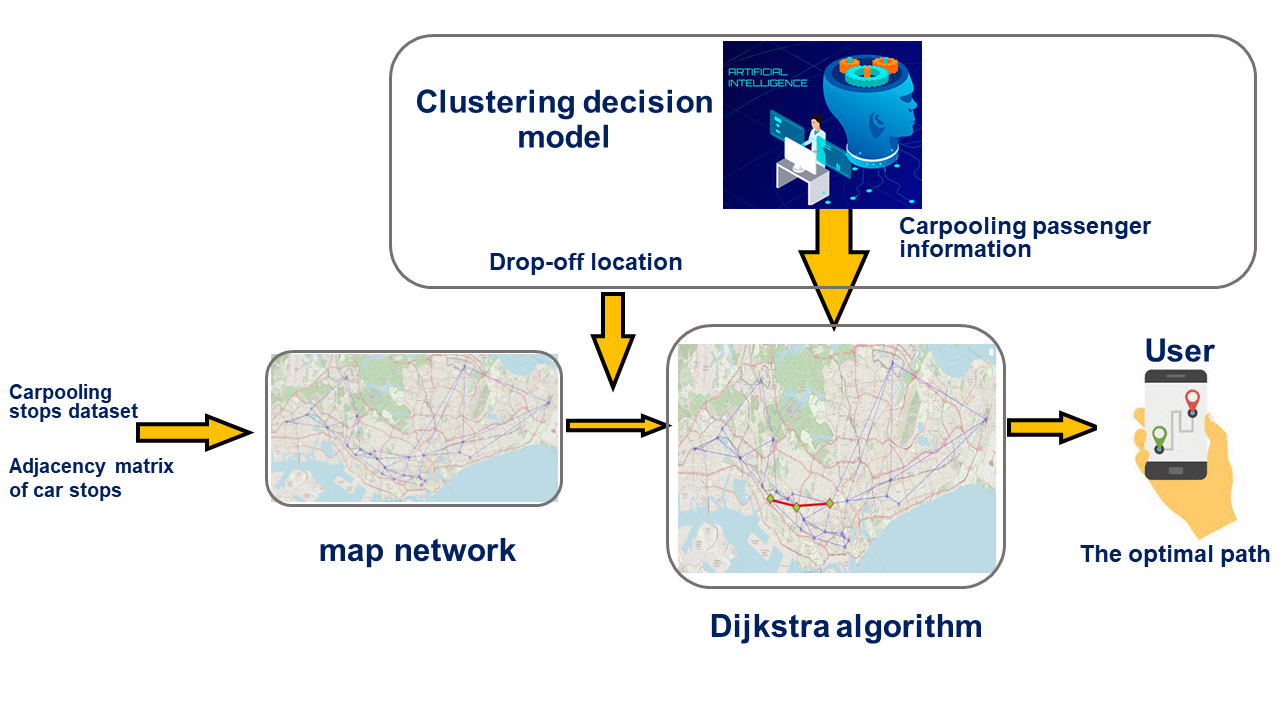 Clustering decision
model
ARTIFICIAL
INTELLIGENCE
Carpooling passenger
information
Drop-off location
Carpooling
stops dataset
Adjacency matrix
of car stops
map network
Dijkstra algorithm
User
The optimal path